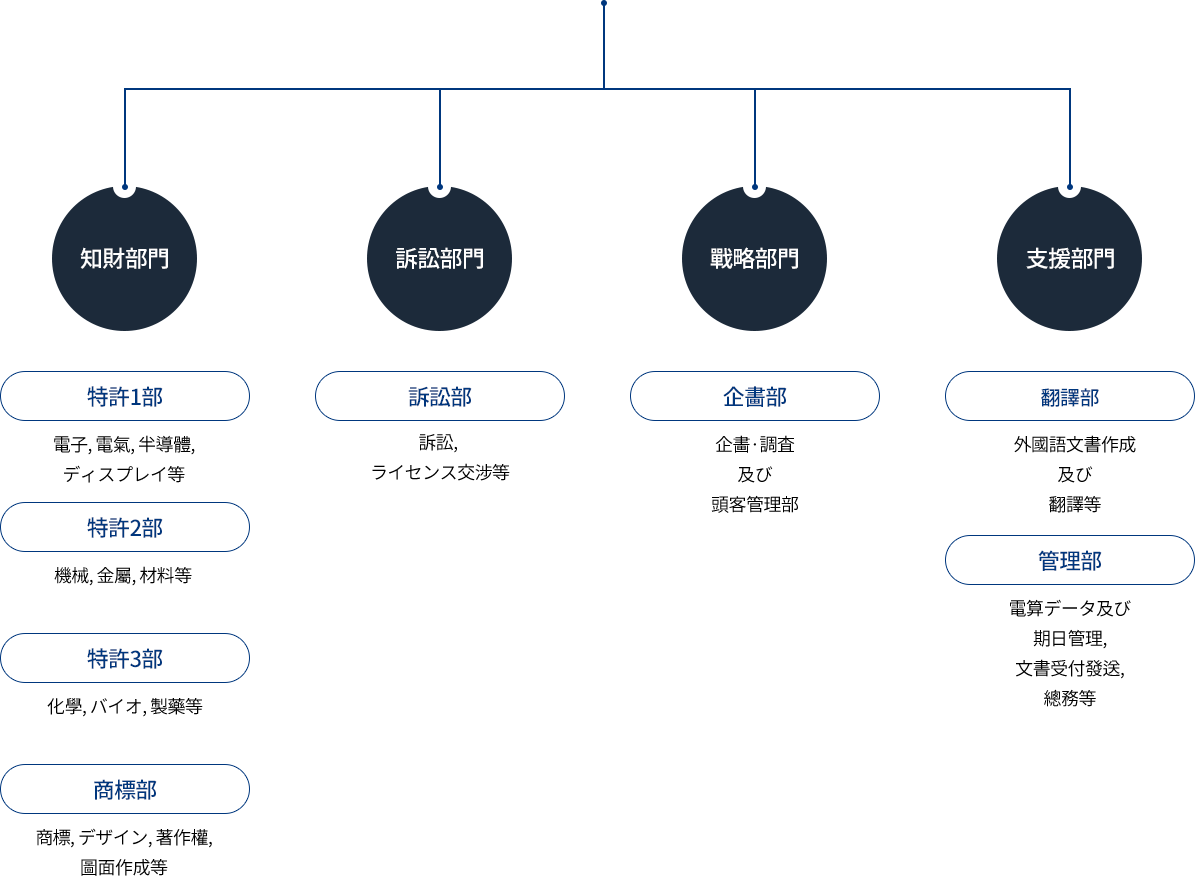 知財部門
特許1部
電子, 電氣, 半導體,
ディスプレイ等
特許2部
機械, 金屬, 材料等
特許3部
化學, バイオ, 製藥等
商標部
商標, デザイン, 著作權,
圖面作成等
訴訟部門
訴訟部
訴訟,
ライセンス交涉等
戰略部門
企畵部
企畵·調査
及び
頭客管理部
支援部門
翻譯部
外國語文書作成
及び
翻譯等
管理部
電算データ及び
期日管理,
文書受付發送,
總務等